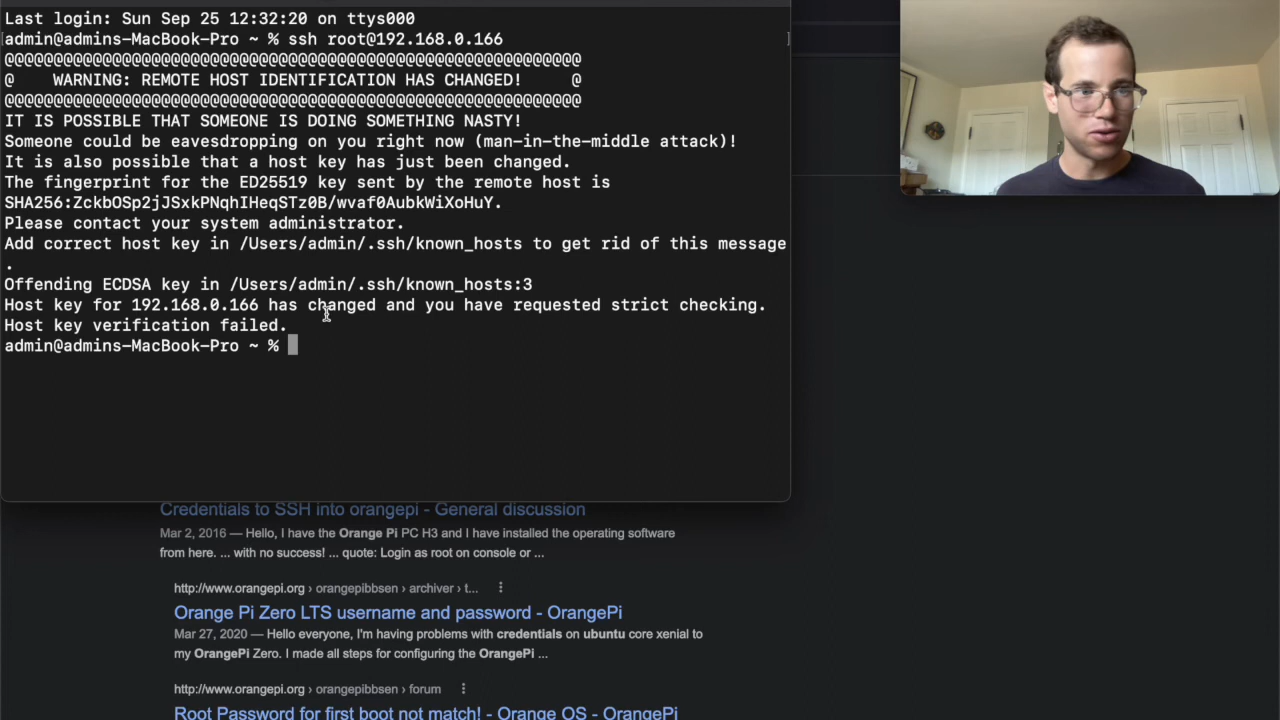 Last login: Sun Sep 25 12:32:20 on ttys000
[admin@admins-MacBook-Pro ~ % ssh root@192.168.0.166 ]
@@@@@@@@@@@@@@@@@@@@@@@@@@@@@@@@@@@@@@@@@@@@@@@@@@@@@@@@@@@
@    WARNING: REMOTE HOST IDENTIFICATION HAS CHANGED!     @
@@@@@@@@@@@@@@@@@@@@@@@@@@@@@@@@@@@@@@@@@@@@@@@@@@@@@@@@@@@
IT IS POSSIBLE THAT SOMEONE IS DOING SOMETHING NASTY!
Someone could be eavesdropping on you right now (man-in-the-middle attack)!
It is also possible that a host key has just been changed.
The fingerprint for the ED25519 key sent by the remote host is
SHA256:ZckbOSp2jJSxkPNqhIHeqSTz0B/wvaf0AubkWiXoHuY.
Please contact your system administrator.
Add correct host key in /Users/admin/.ssh/known_hosts to get rid of this message
.
Offending ECDSA key in /Users/admin/.ssh/known_hosts:3
Host key for 192.168.0.166 has changed and you have requested strict checking.
Host key verification failed.
admin@admins-MacBook-Pro ~ %
Credentials to SSH into orangepi - General discussion
Mar 2, 2016 — Hello, I have the Orange Pi PC H3 and I have installed the operating software
from here. ... with no success! ... quote: Login as root on console or ...
http://www.orangepi.org › orangepibbsen › archiver › t...
Orange Pi Zero LTS username and password - OrangePi
Mar 27, 2020 — Hello everyone, I'm having problems with credentials on ubuntu core xenial to
my OrangePi Zero. I made all steps for configuring the OrangePi ...
http://www.orangepi.org › orangepibbsen › forum
Root Password for first boot not match! - Orange OS - OrangePi